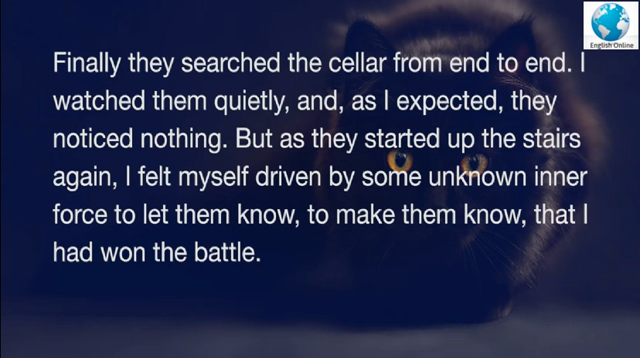 English Online
Finally they searched the cellar from end to end. I
watched them quietly, and, as I expected, they
noticed nothing. But as they started up the stairs
again, I felt myself driven by some unknown inner
force to let them know, to make them know, that I
had won the battle.